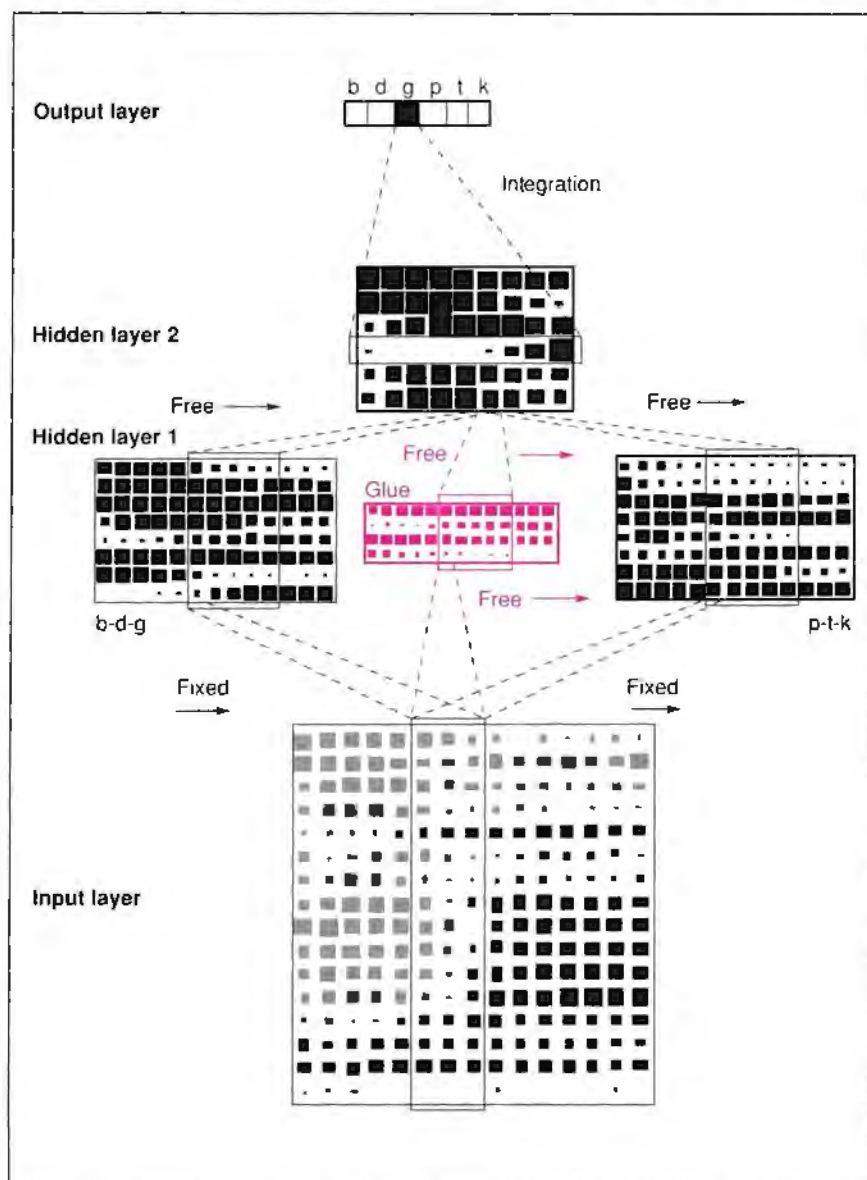 b d g p t k
Output layer
Integration
Hidden layer 2
Free
Free
Hidden layer 1
Free
Glue
Free
b-d-g
p-t-k
Fixed
Fixed
Input layer